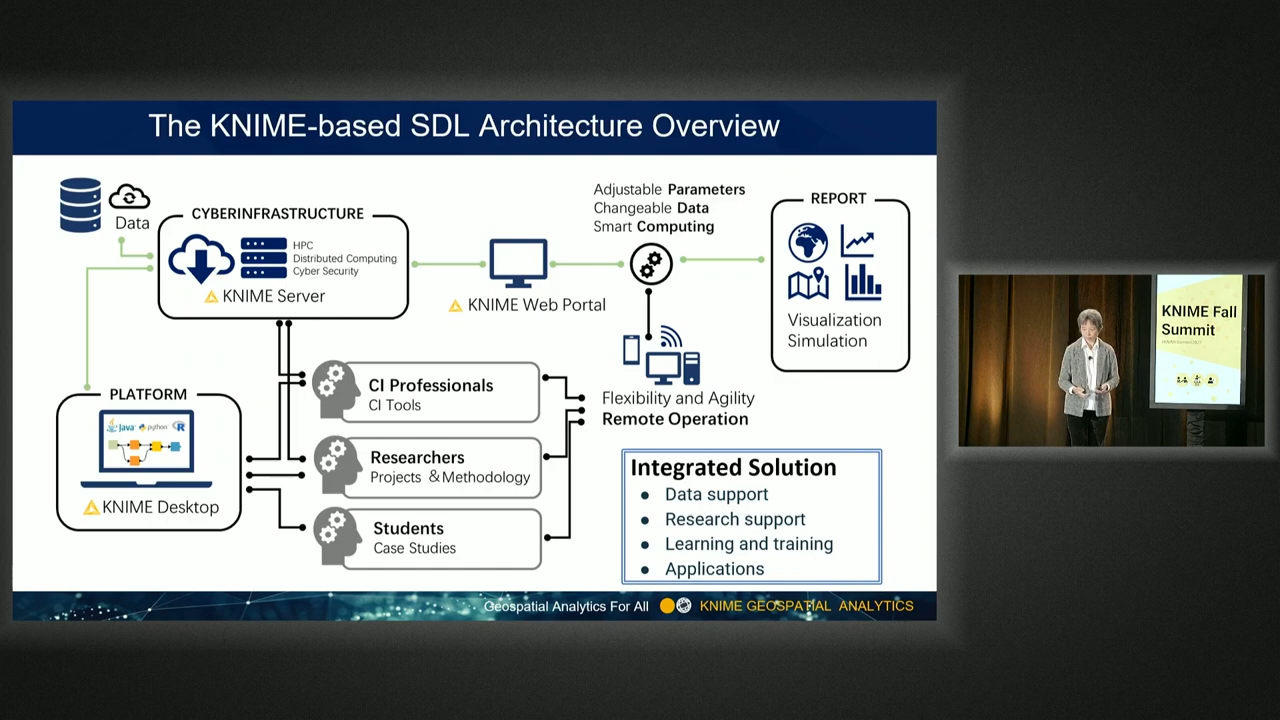 The KNIME-based SDL Architecture Overview
Data
CYBERINFRASTRUCTURE
HPC
Distributed Computing
Cyber Security
KNIME Server
KNIME Web Portal
Adjustable Parameters
Changeable Data
Smart Computing
REPORT
Visualization
Simulation
PLATFORM
Java
python
R
KNIME Desktop
CI Professionals
CI Tools
Researchers
Projects & Methodology
Students
Case Studies
Flexibility and Agility
Remote Operation
Integrated Solution
● Data support
● Research support
● Learning and training
● Applications
Geospatial Analytics For All
KNIME GEOSPATIAL ANALYTICS
KNIME Fall
Summit